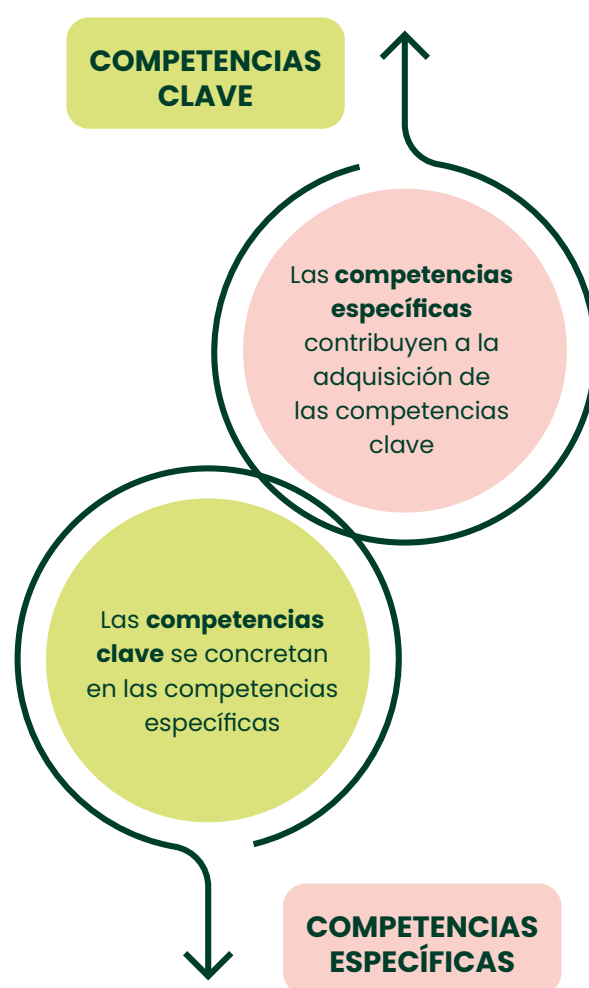 COMPETENCIAS
CLAVE
Las competencias
específicas
contribuyen a la
adquisición de
las competencias
clave
Las competencias
clave se concretan
en las competencias
específicas
COMPETENCIAS
ESPECÍFICAS